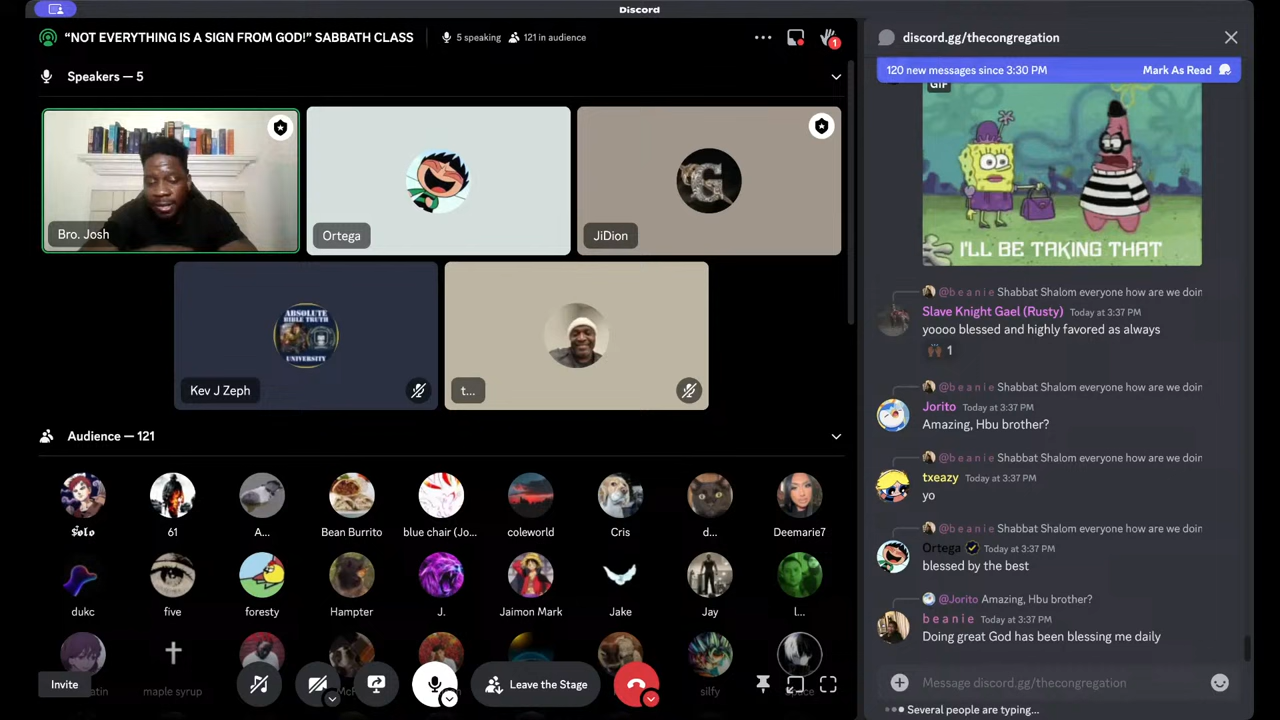 Discord
“NOT EVERYTHING IS A SIGN FROM GOD!” SABBATH CLASS
5 speaking
121 in audience
1
Speakers — 5
Bro. Josh
Ortega
JiDion
G
ABSOLUTE
BIBLE TRUTH
UNIVERSITY
Kev J Zeph
t...
Audience — 121
Solo
61
A...
Bean Burrito
blue chair (Jo...
coleworld
Cris
d...
Deemarie7
dukc
five
foresty
Hampter
J.
Jaimon Mark
Jake
Jay
l...
maple syrup
silfy
Invite
Leave the Stage
discord.gg/thecongregation
120 new messages since 3:30 PM
Mark As Read
GIF
I'LL BE TAKING THAT
@b e a n i e Shabbat Shalom everyone how are we doin
Slave Knight Gael (Rusty) Today at 3:37 PM
yoooo blessed and highly favored as always
1
@b e a n i e Shabbat Shalom everyone how are we doin
Jorito Today at 3:37 PM
Amazing, Hbu brother?
@b e a n i e Shabbat Shalom everyone how are we doin
txeazy Today at 3:37 PM
yo
@b e a n i e Shabbat Shalom everyone how are we doin
Ortega Today at 3:37 PM
blessed by the best
@Jorito Amazing, Hbu brother?
b e a n i e Today at 3:37 PM
Doing great God has been blessing me daily
Message discord.gg/thecongregation
Several people are typing...